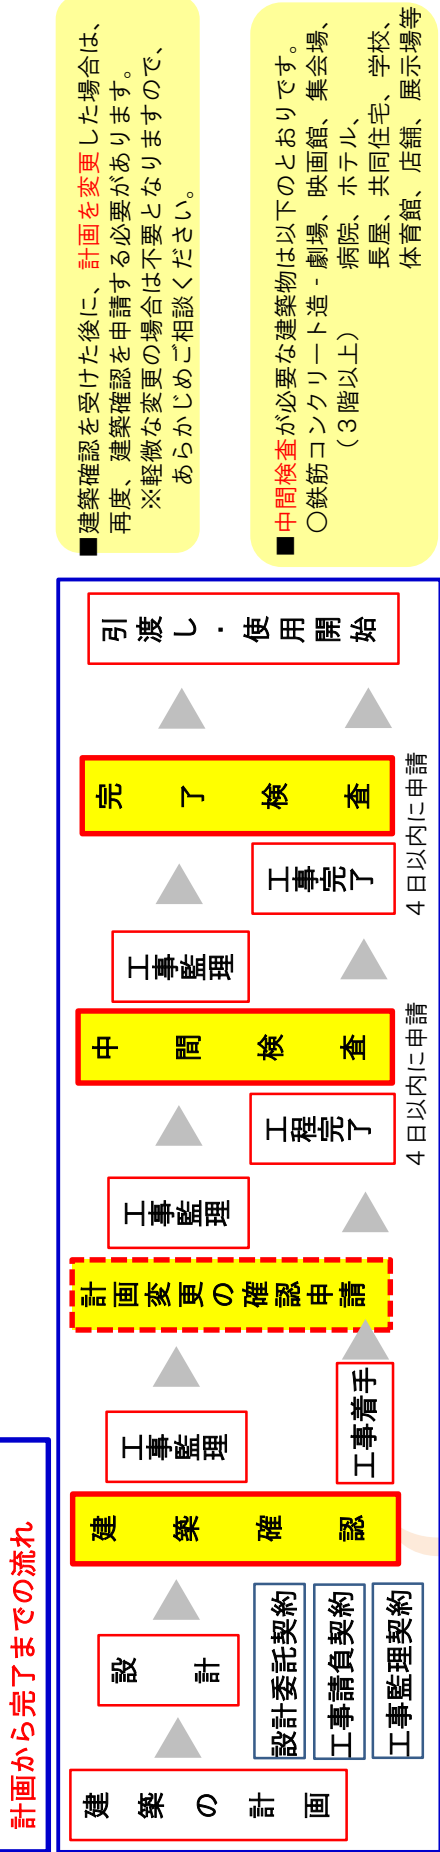 計画から完了までの流れ
建築の計画
設計
設計委託契約
工事請負契約
工事監理契約
建築確認
工事監理
工事着手
計画変更の確認申請
工事監理
工程完了
中間検査
4日以内に申請
工事監理
工事完了
完了検査
4日以内に申請
引渡し・使用開始
■建築確認を受けた後に、計画を変更した場合は、
再度、建築確認を申請する必要があります。
※軽微な変更の場合は不要となりますので、
あらかじめご相談ください。
■中間検査が必要な建築物は以下のとおりです。
〇鉄筋コンクリート造‐劇場、映画館、集会場、
（３階以上）　病院、ホテル、
長屋、共同住宅、学校、
体育館、店舗、展示場等